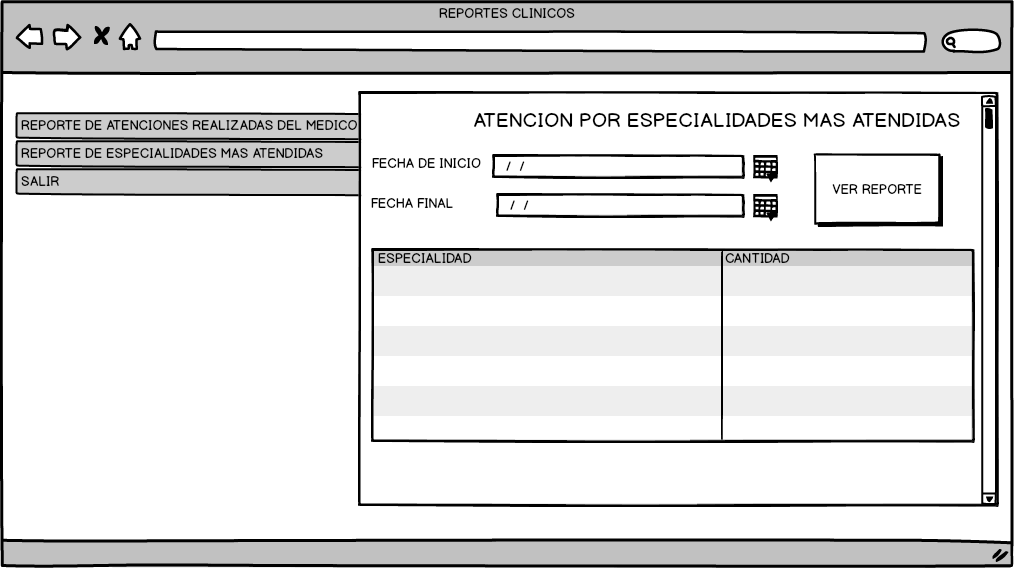 REPORTES CLINICOS
REPORTE DE ATENCIONES REALIZADAS DEL MEDICO
REPORTE DE ESPECIALIDADES MAS ATENDIDAS
SALIR
ATENCION POR ESPECIALIDADES MAS ATENDIDAS
FECHA DE INICIO / /
FECHA FINAL / /
VER REPORTE
ESPECIALIDAD CANTIDAD